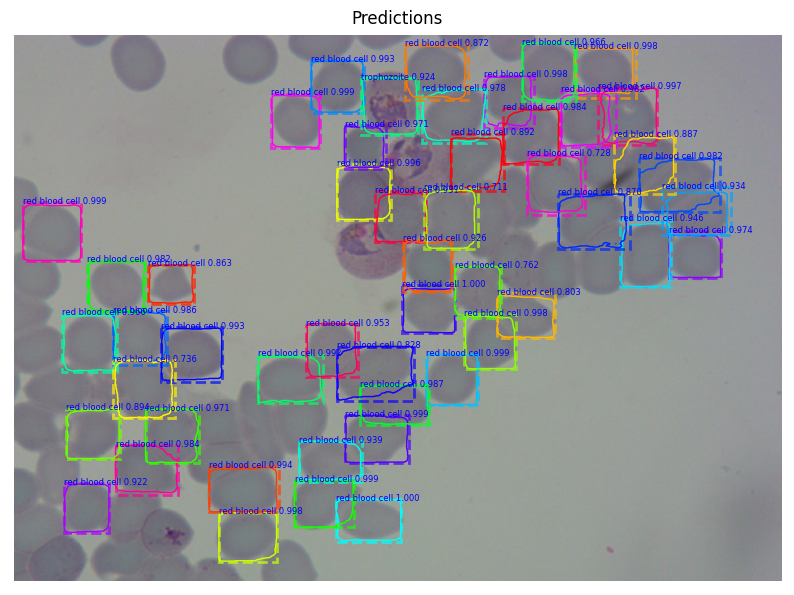 Predictions
red blood cell 0.872
red blood cell 0.966
red blood cell 0.998
red blood cell 0.993
trophozoite 0.924
red blood cell 0.998
red blood cell 0.999
red blood cell 0.978
red blood cell 0.997
red blood cell 0.984
red blood cell 0.971
red blood cell 0.892
red blood cell 0.887
red blood cell 0.996
red blood cell 0.728
red blood cell 0.982
red blood cell 0.711
red blood cell 0.870
red blood cell 0.934
red blood cell 0.999
red blood cell 0.946
red blood cell 0.974
red blood cell 0.926
red blood cell 0.982
red blood cell 0.863
red blood cell 0.762
red blood cell 1.000
red blood cell 0.803
red blood cell
red blood cell 0.986
red blood cell 0.998
red blood cell 0.993
red blood cell 0.953
red blood cell 0.736
red blood cell
red blood cell 0.828
red blood cell 0.999
red blood cell 0.987
red blood cell 0.894
red blood cell 0.971
red blood cell 0.999
red blood cell 0.984
red blood cell 0.939
red blood cell 0.922
red blood cell 0.994
red blood cell 0.999
red blood cell 0.998
red blood cell 1.000